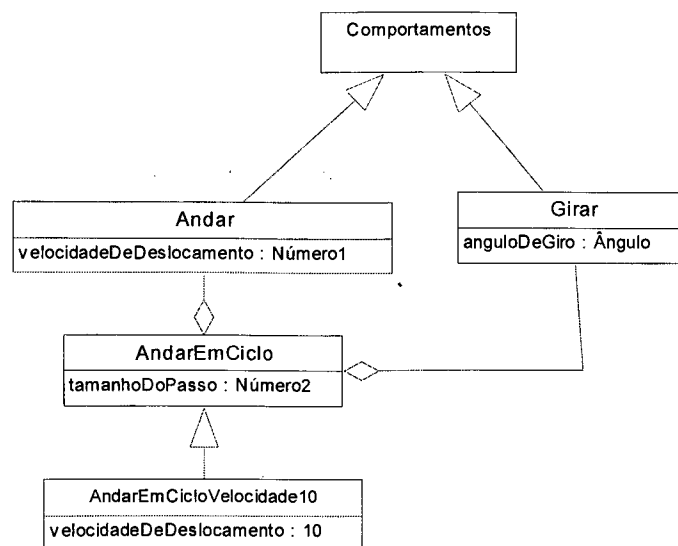 Comportamentos
Andar
velocidadeDeDeslocamento : Número1
Girar
anguloDeGiro : Ângulo
AndarEmCiclo
tamanhoDoPasso : Número2
AndarEmCicloVelocidade10
velocidadeDeDeslocamento : 10